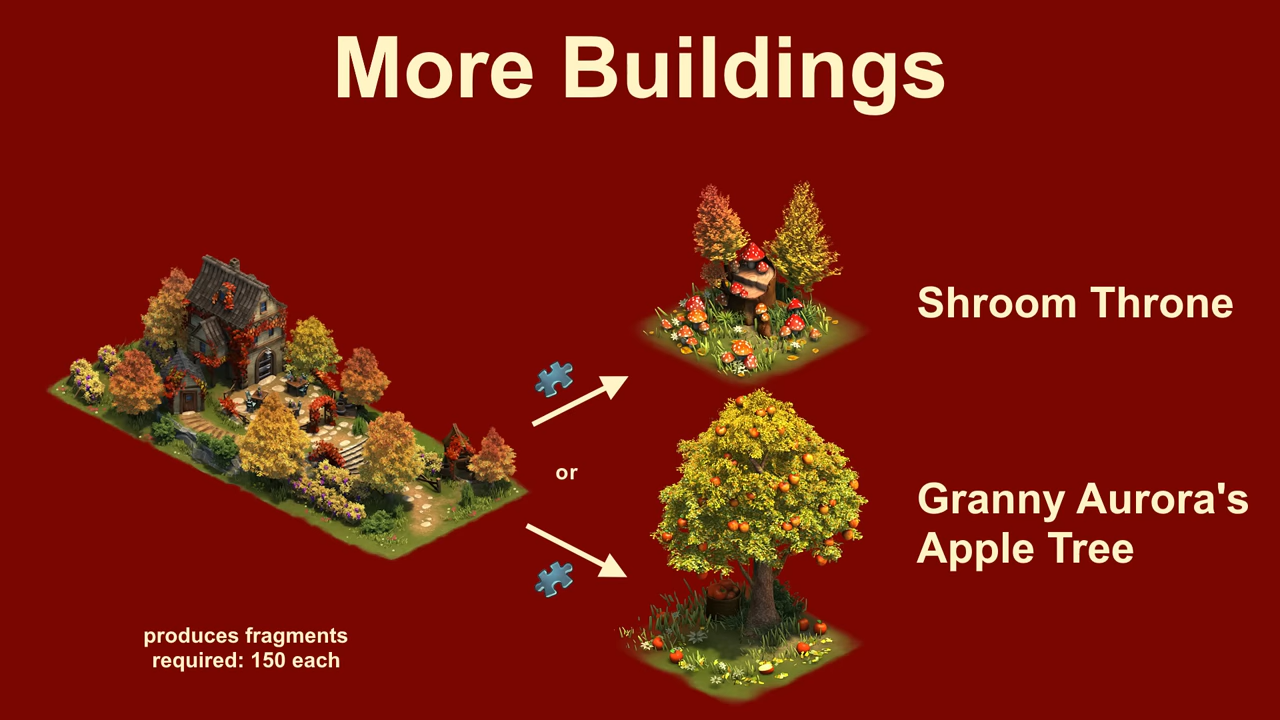 More Buildings
Shroom Throne
or
Granny Aurora's
Apple Tree
produces fragments
required: 150 each